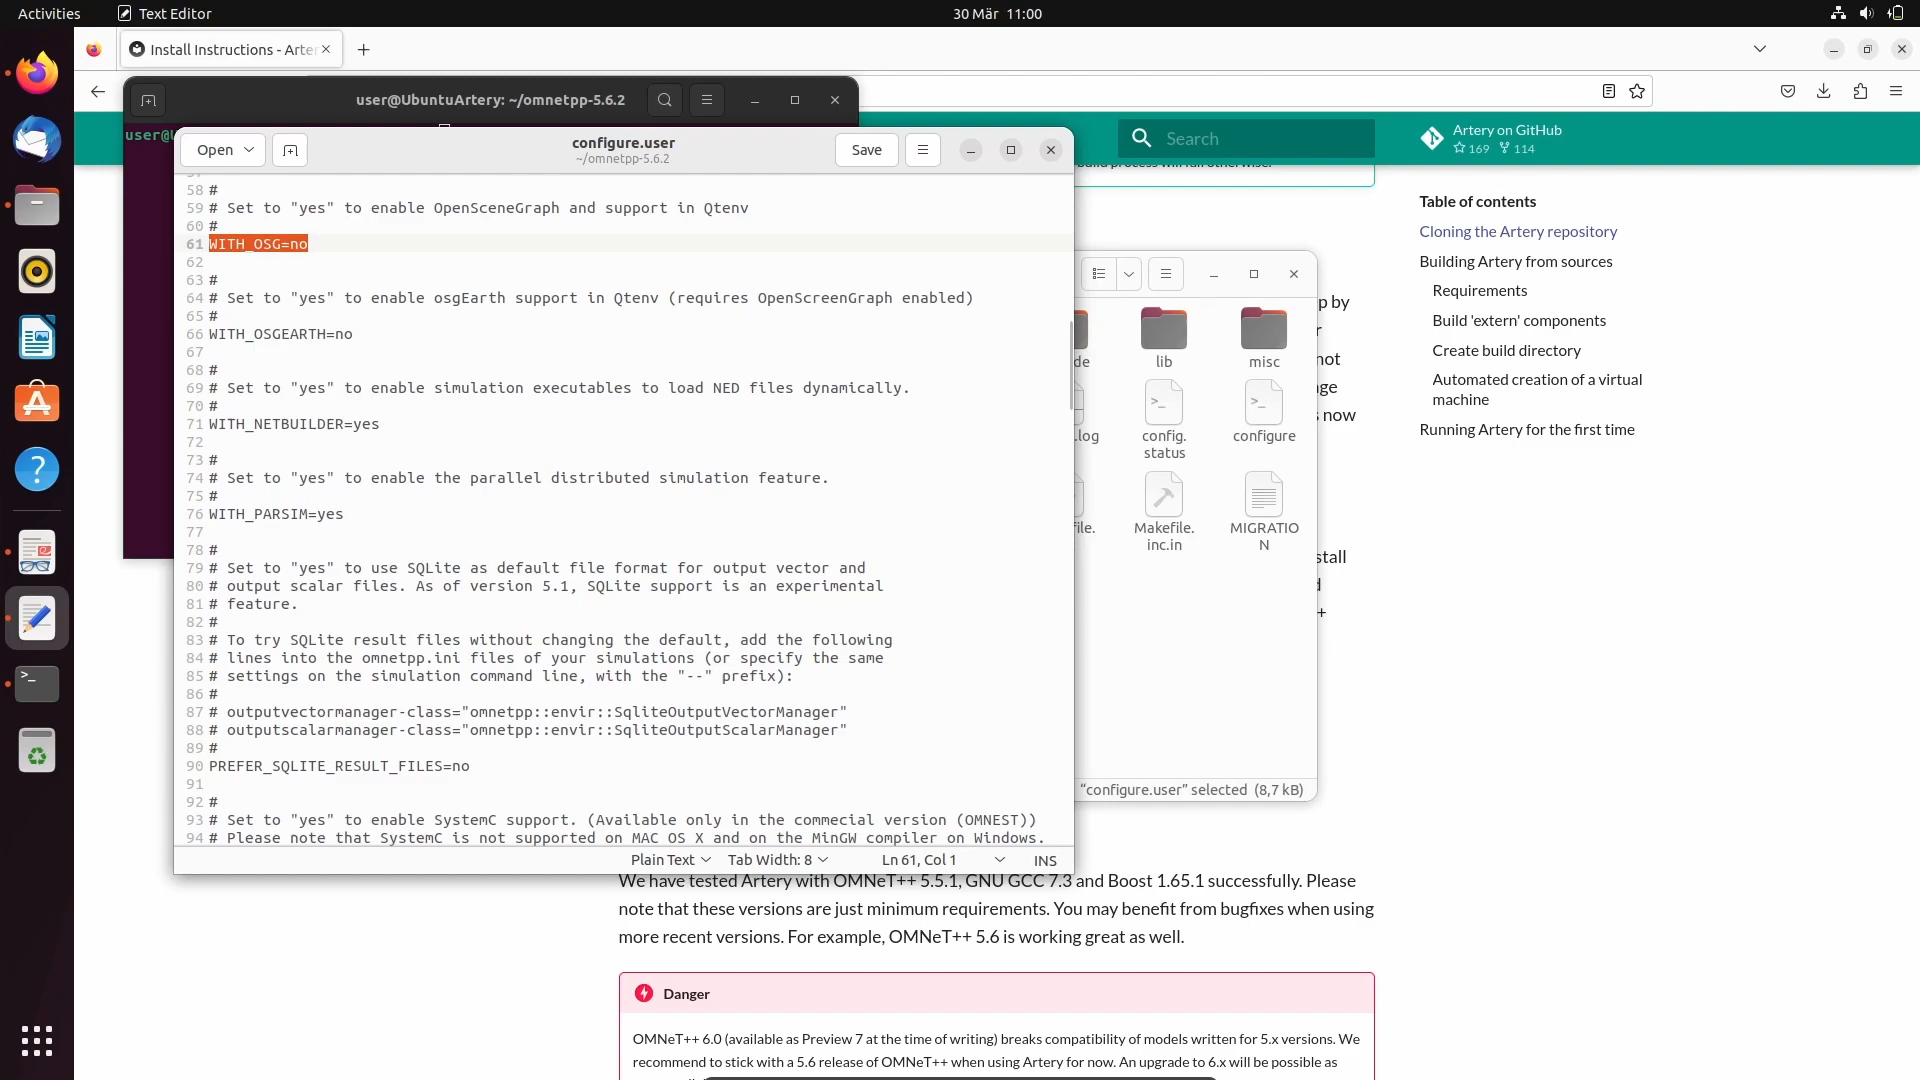 Activities
Text Editor
30 Mär 11:00
Install Instructions - Arter
user@UbuntuArtery: ~/omnetpp-5.6.2
user@U
Search
Artery on GitHub
169 114
Open
configure.user
~/omnetpp-5.6.2
Save
58 #
59 # Set to "yes" to enable OpenSceneGraph and support in Qtenv
60 #
61 WITH_OSG=no
62
63 #
64 # Set to "yes" to enable osgEarth support in Qtenv (requires OpenScreenGraph enabled)
65 #
66 WITH_OSGEARTH=no
67
68 #
69 # Set to "yes" to enable simulation executables to load NED files dynamically.
70 #
71 WITH_NETBUILDER=yes
72
73 #
74 # Set to "yes" to enable the parallel distributed simulation feature.
75 #
76 WITH_PARSIM=yes
77
78 #
79 # Set to "yes" to use SQLite as default file format for output vector and
80 # output scalar files. As of version 5.1, SQLite support is an experimental
81 # feature.
82 #
83 # To try SQLite result files without changing the default, add the following
84 # lines into the omnetpp.ini files of your simulations (or specify the same
85 # settings on the simulation command line, with the "--" prefix):
86 #
87 # outputvectormanager-class="omnetpp::envir::SqliteOutputVectorManager"
88 # outputscalarmanager-class="omnetpp::envir::SqliteOutputScalarManager"
89 #
90 PREFER_SQLITE_RESULT_FILES=no
91
92 #
93 # Set to "yes" to enable SystemC support. (Available only in the commecial version (OMNEST))
94 # Please note that SystemC is not supported on MAC OS X and on the MinGW compiler on Windows.
Plain Text
Tab Width: 8
Ln 61, Col 1
INS
de
lib
misc
.log
config.
status
configure
file.
Makefile.
inc.in
MIGRATIO
N
"configure.user" selected (8,7 kB)
p by
r
not
ge
s now
stall
d
+
Table of contents
Cloning the Artery repository
Building Artery from sources
Requirements
Build 'extern' components
Create build directory
Automated creation of a virtual
machine
Running Artery for the first time
We have tested Artery with OMNeT++ 5.5.1, GNU GCC 7.3 and Boost 1.65.1 successfully. Please
note that these versions are just minimum requirements. You may benefit from bugfixes when using
more recent versions. For example, OMNeT++ 5.6 is working great as well.
Danger
OMNeT++ 6.0 (available as Preview 7 at the time of writing) breaks compatibility of models written for 5.x versions. We
recommend to stick with a 5.6 release of OMNeT++ when using Artery for now. An upgrade to 6.x will be possible as